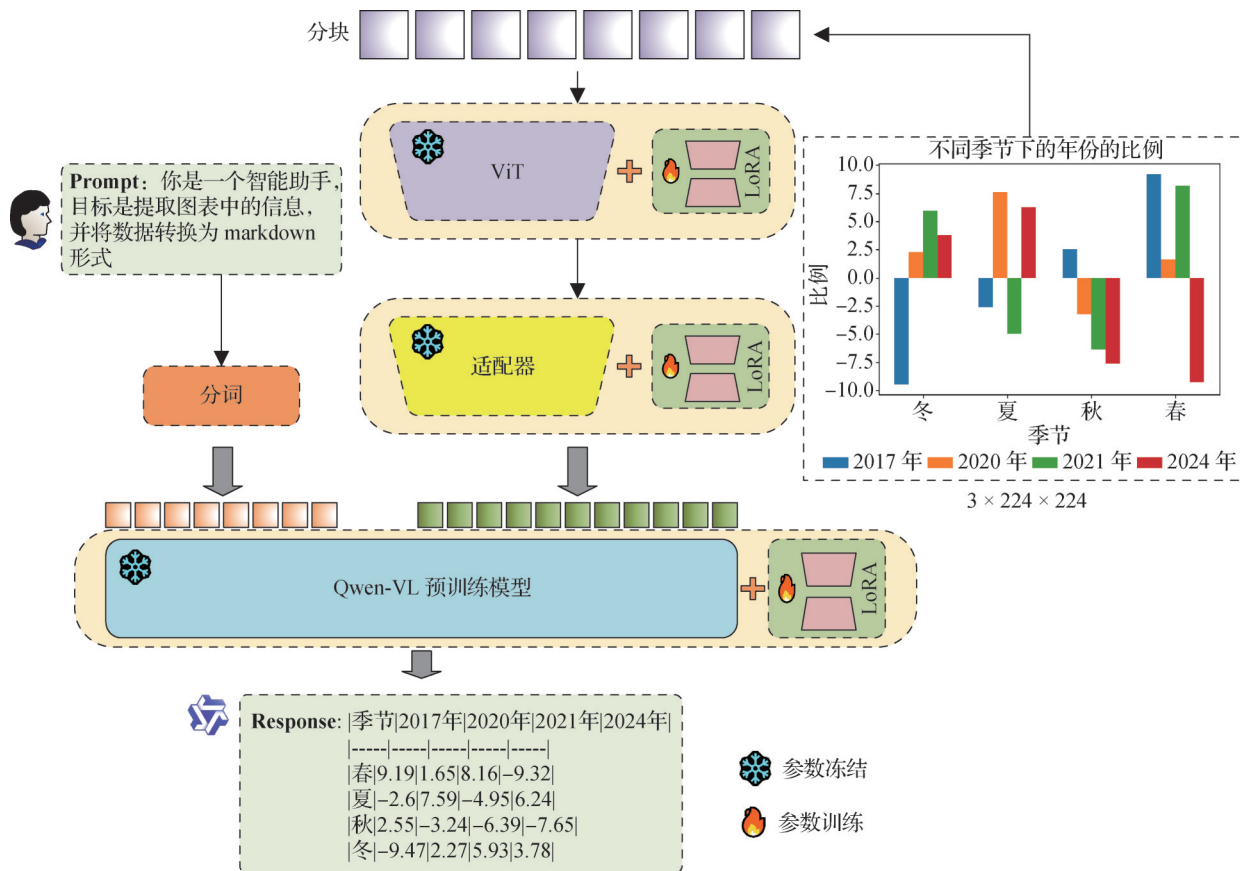 分块
ViT
LoRA
Prompt：你是一个智能助手，
目标是提取图表中的信息，
并将数据转换为 markdown
形式
适配器
LoRA
分词
不同季节下的年份的比例
10.0
7.5
5.0
2.5
0.0
−2.5
−5.0
−7.5
−10.0
比例
冬 夏 秋 春
季节
2017 年 2020 年 2021 年 2024 年
3 × 224 × 224
Qwen-VL 预训练模型
LoRA
Response: |季节|2017年|2020年|2021年|2024年|
|-----|-----|-----|-----|-----|
|春|9.19|1.65|8.16|−9.32|
|夏|−2.6|7.59|−4.95|6.24|
|秋|2.55|−3.24|−6.39|−7.65|
|冬|−9.47|2.27|5.93|3.78|
参数冻结
参数训练